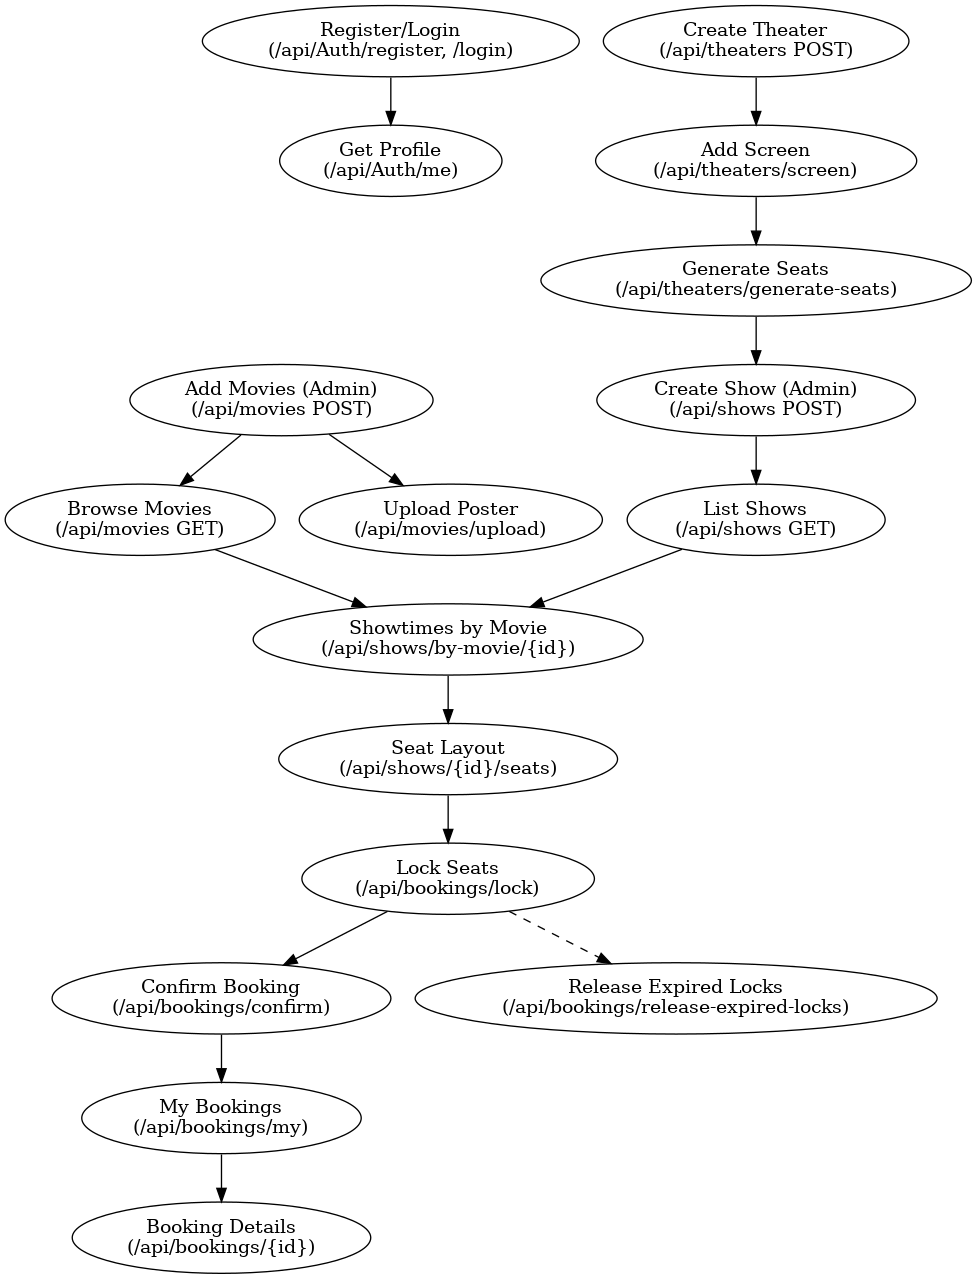 Register/Login
(/api/Auth/register, /login)
Create Theater
(/api/theaters POST)
Get Profile
(/api/Auth/me)
Add Screen
(/api/theaters/screen)
Generate Seats
(/api/theaters/generate-seats)
Add Movies (Admin)
(/api/movies POST)
Create Show (Admin)
(/api/shows POST)
Browse Movies
(/api/movies GET)
Upload Poster
(/api/movies/upload)
List Shows
(/api/shows GET)
Showtimes by Movie
(/api/shows/by-movie/{id})
Seat Layout
(/api/shows/{id}/seats)
Lock Seats
(/api/bookings/lock)
Confirm Booking
(/api/bookings/confirm)
Release Expired Locks
(/api/bookings/release-expired-locks)
My Bookings
(/api/bookings/my)
Booking Details
(/api/bookings/{id})